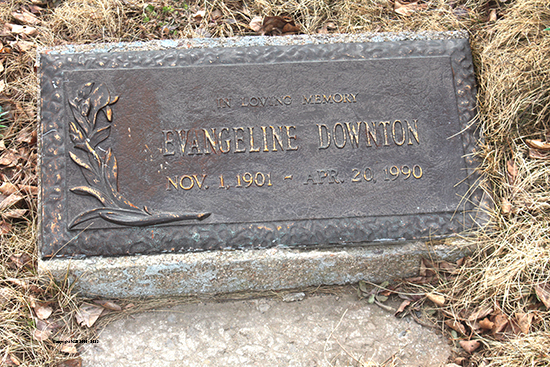 IN LOVING MEMORY
EVANGELINE DOWNTON
NOV. 1, 1901 - APR. 20, 1990